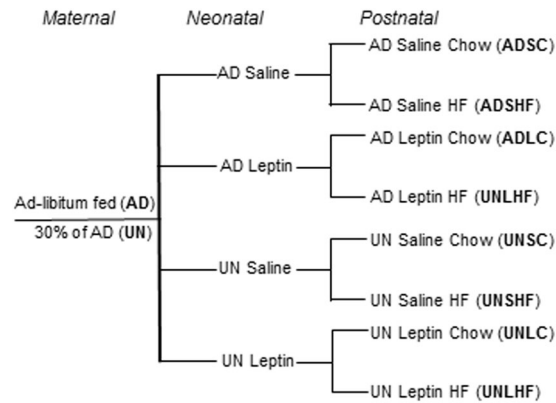 Maternal Neonatal Postnatal
AD Saline Chow (ADSC)
AD Saline
AD Saline HF (ADSHF)
AD Leptin Chow (ADLC)
AD Leptin
AD Leptin HF (UNLHF)
Ad-libitum fed (AD)
30% of AD (UN)
UN Saline Chow (UNSC)
UN Saline
UN Saline HF (UNSHF)
UN Leptin Chow (UNLC)
UN Leptin
UN Leptin HF (UNLHF)